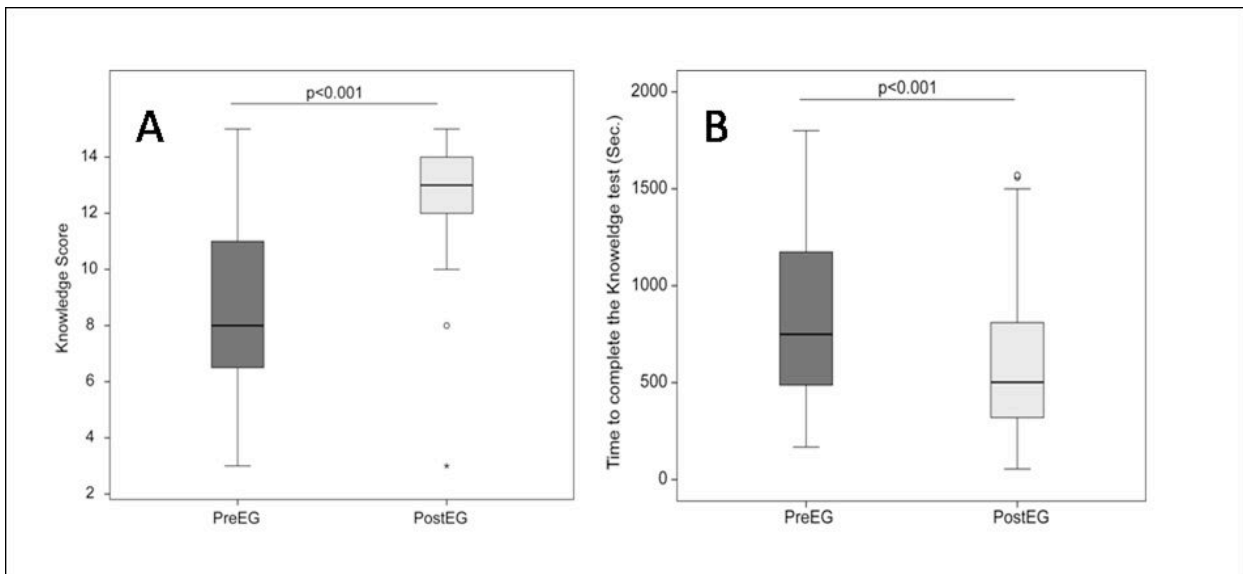 A
p<0.001
Knowledge Score
14
12
10
8
6
4
2
PreEG
PostEG
B
p<0.001
Time to complete the Knoweldge test (Sec.)
2000
1500
1000
500
0
PreEG
PostEG